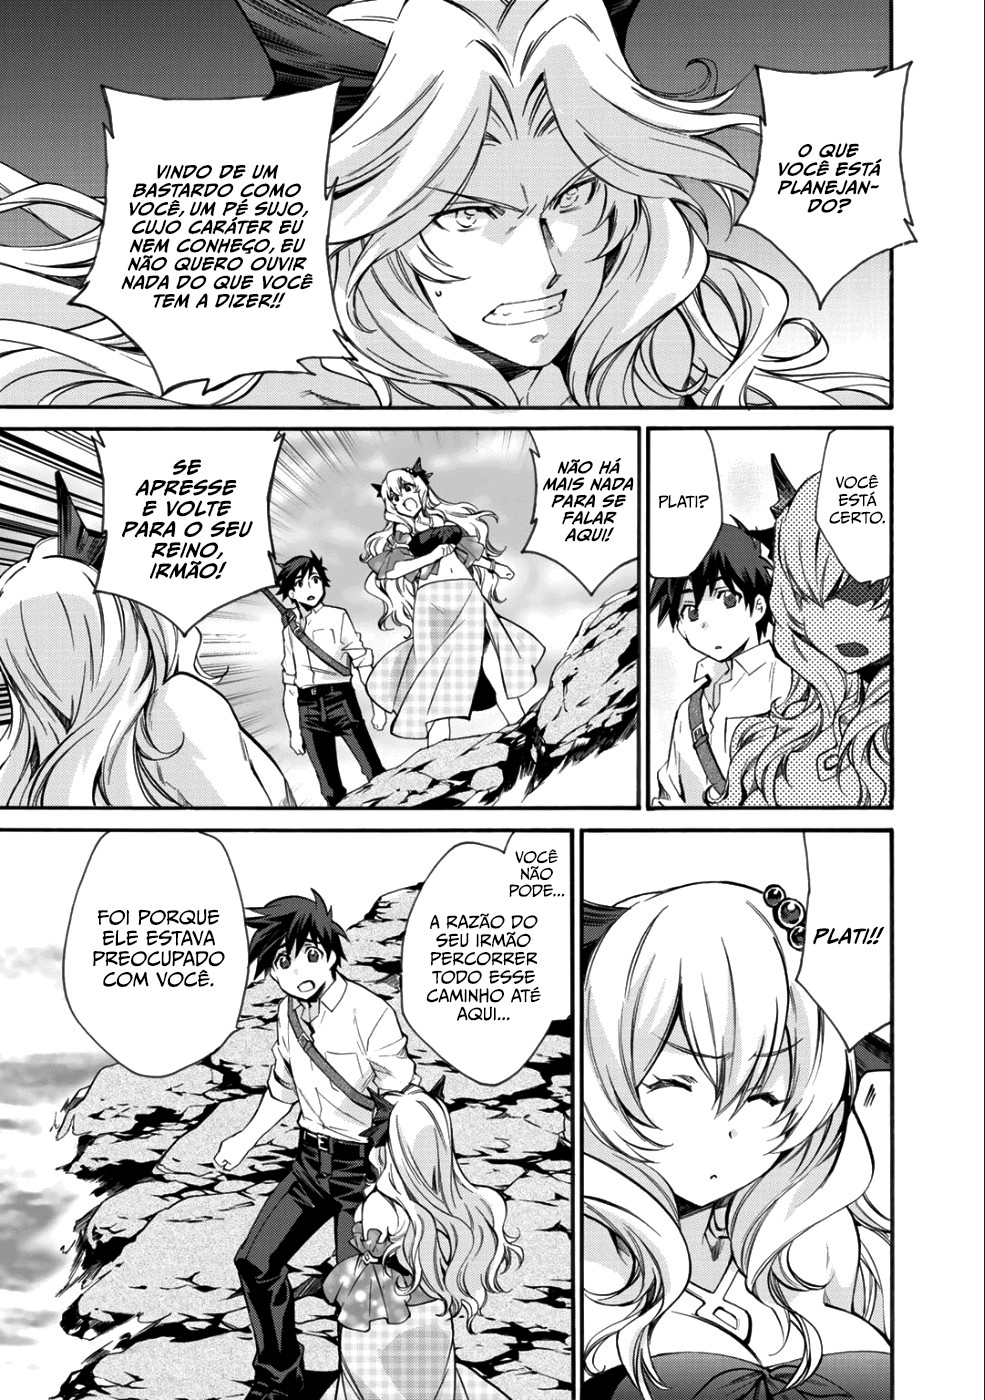 O QUE
VOCÊ ESTÁ
PLANEJAN-
DO?
VINDO DE UM
BASTARDO COMO
VOCÊ, UM PÉ SUJO,
CUJO CARÁTER EU
NEM CONHEÇO, EU
NÃO QUERO OUVIR
NADA DO QUE VOCÊ
TEM A DIZER!!
VOCÊ
ESTÁ
CERTO.
PLATI?
NÃO HÁ
MAIS NADA
PARA SE
FALAR
AQUI!
SE
APRESSE
E VOLTE
PARA O SEU
REINO,
IRMÃO!
PLATI!!
VOCÊ
NÃO
PODE...
A RAZÃO DO
SEU IRMÃO
PERCORRER
TODO ESSE
CAMINHO ATÉ
AQUI...
FOI PORQUE
ELE ESTAVA
PREOCUPADO
COM VOCÊ.